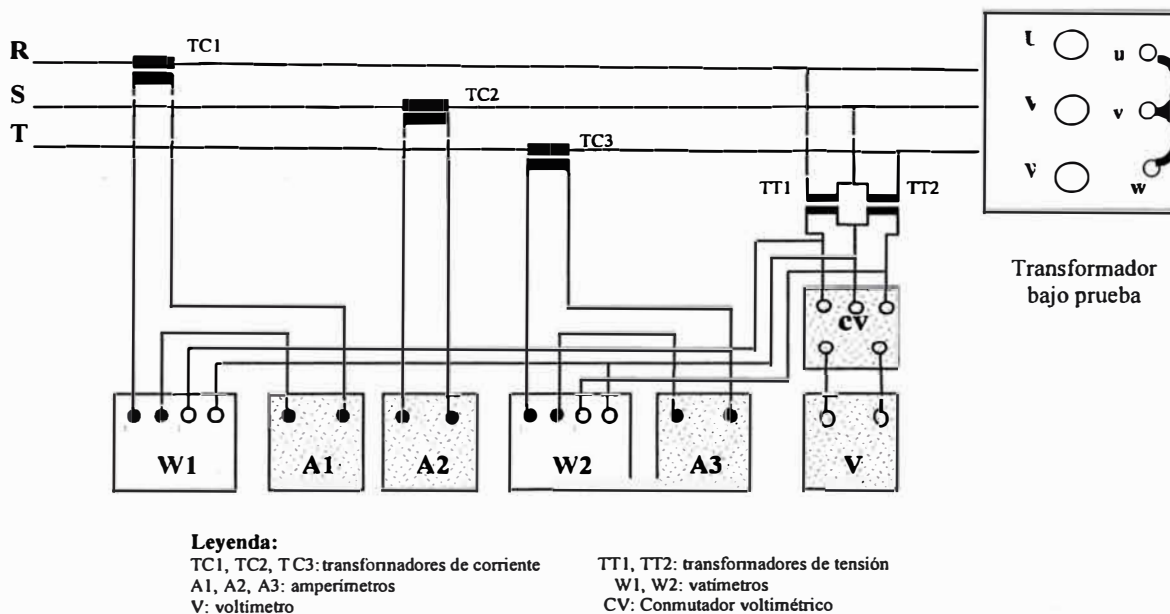 R
TC1
S
TC2
T
TC3
TT1
TT2
u
v
w
Transformador
bajo prueba
cv
W1
A1
A2
W2
A3
V
Leyenda:
TC1, TC2, TC3: transformadores de corriente
A1, A2, A3: amperímetros
V: voltímetro
TT1, TT2: transformadores de tensión
W1, W2: vatímetros
CV: Conmutador voltimétrico